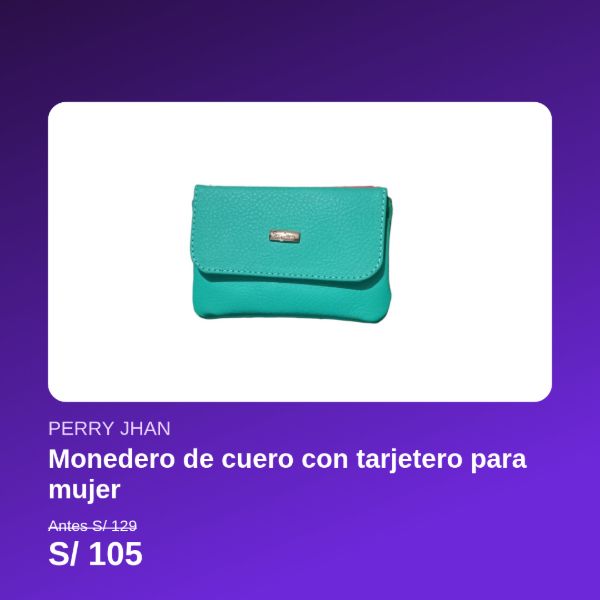 PERRY JHAN
Monedero de cuero con tarjetero para
mujer
Antes S/ 129
S/ 105